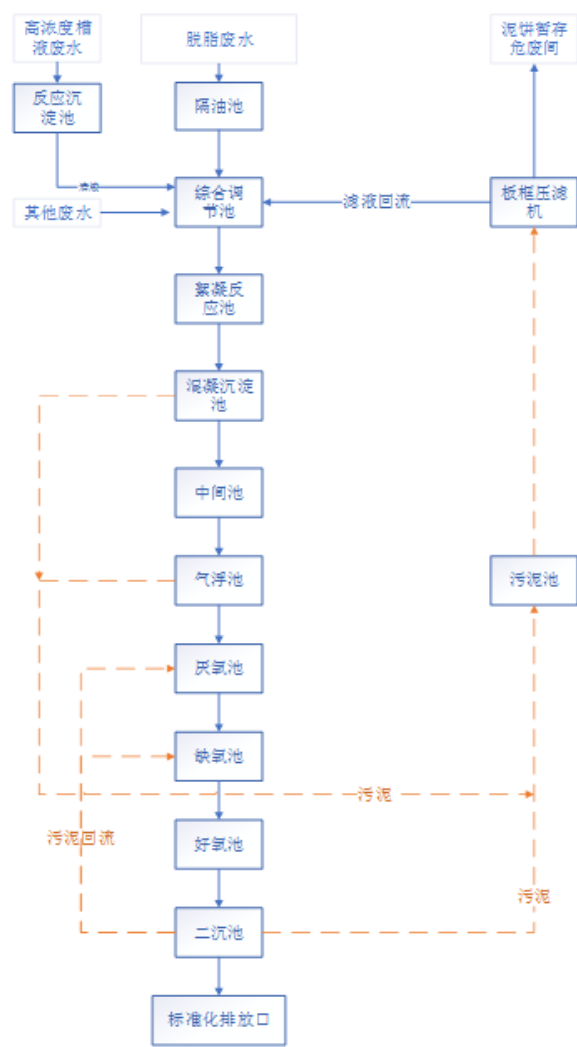 高浓度槽
液废水
脱脂废水
泥饼暂存
危废间
反应沉
淀池
隔油池
清液
综合调
节池
其他废水
滤液回流
板框压滤
机
絮凝反
应池
混凝沉淀
池
中间池
气浮池
污泥池
厌氧池
缺氧池
污泥
污泥回流
好氧池
污泥
二沉池
标准化排放口